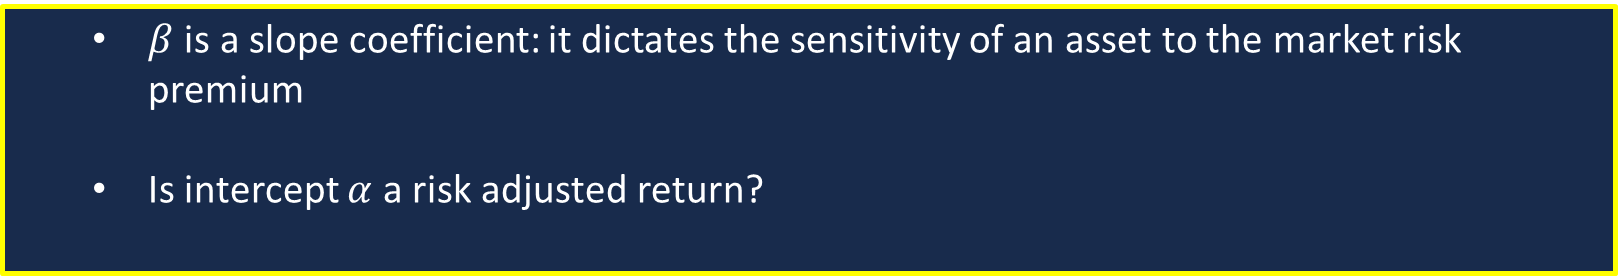 • 𝛽 is a slope coefficient: it dictates the sensitivity of an asset to the market risk
premium
• Is intercept 𝛼 a risk adjusted return?